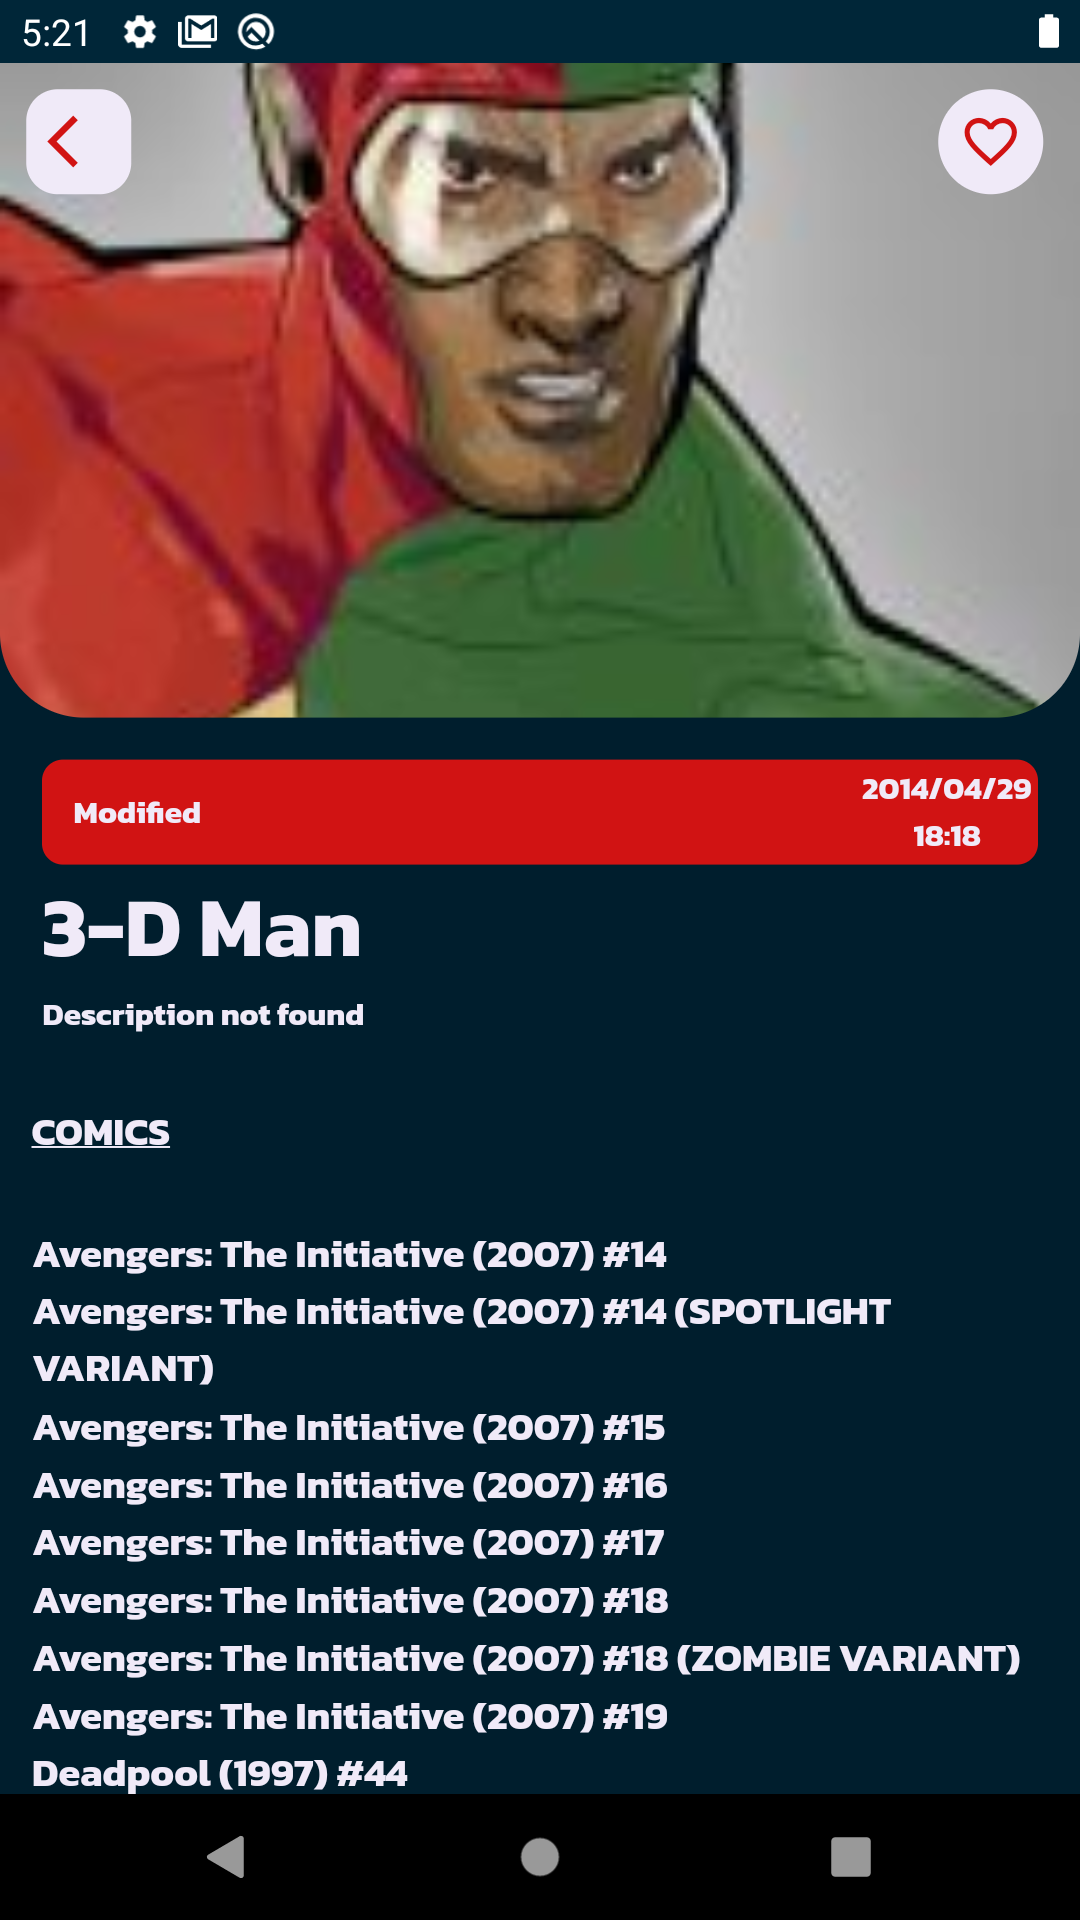 5:21
Modified
2014/04/29
18:18
3-D Man
Description not found
COMICS
Avengers: The Initiative (2007) #14
Avengers: The Initiative (2007) #14 (SPOTLIGHT
VARIANT)
Avengers: The Initiative (2007) #15
Avengers: The Initiative (2007) #16
Avengers: The Initiative (2007) #17
Avengers: The Initiative (2007) #18
Avengers: The Initiative (2007) #18 (ZOMBIE VARIANT)
Avengers: The Initiative (2007) #19
Deadpool (1997) #44